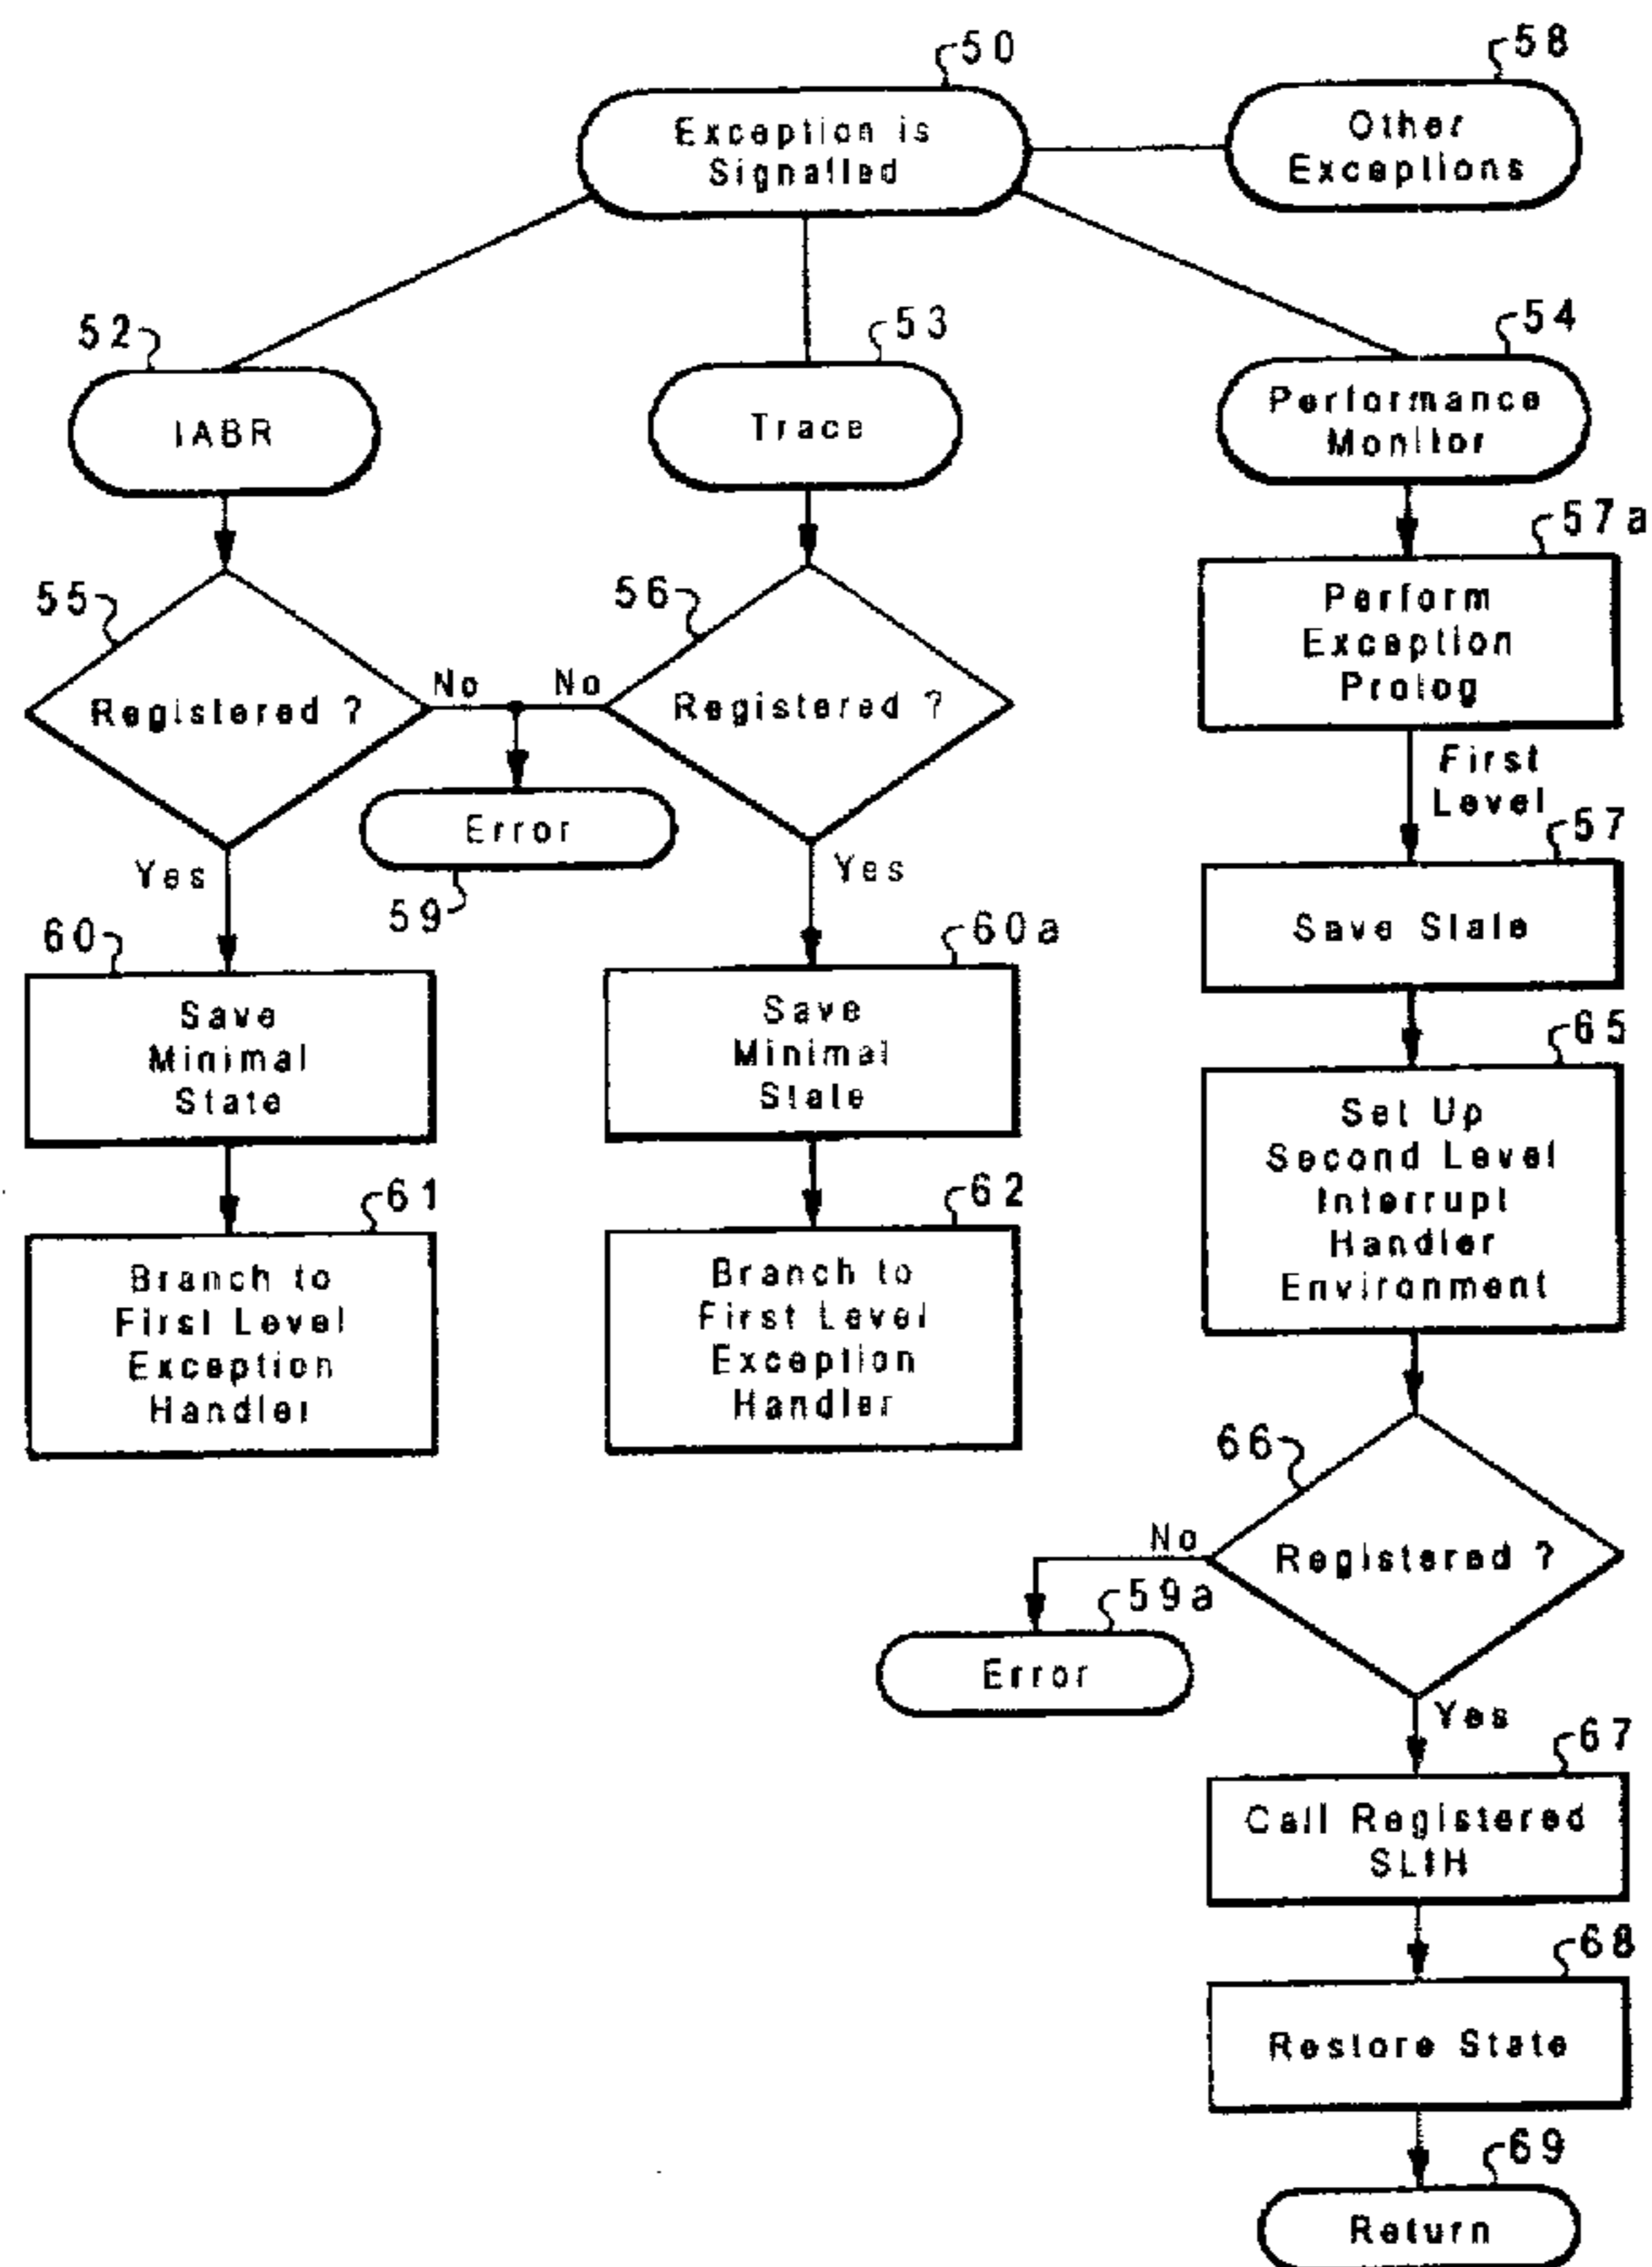 50
58
Exception is
Signalled
Other
Exceptions
52
53
54
IABR
Trace
Performance
Monitor
57a
55
56
Perform
Exception
Prolog
Registered ?
No
No
Registered ?
First
Level
Error
57
Yes
59
Yes
Save State
60
60a
Save
Minimal
State
Save
Minimal
State
65
Set Up
Second Level
Interrupt
Handler
Environment
61
62
Branch to
First Level
Exception
Handler
Branch to
First Level
Exception
Handler
66
No
Registered ?
59a
Error
Yes
67
Call Registered
SLIH
68
Restore State
69
Return